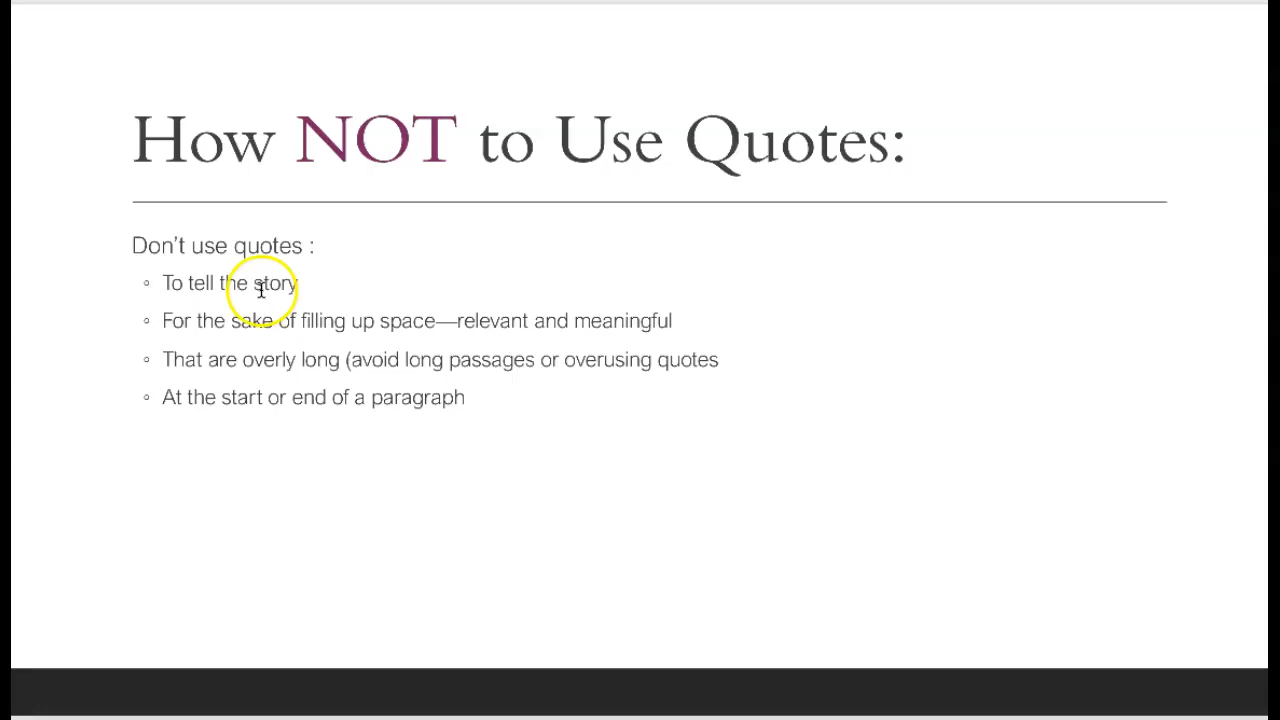 How NOT to Use Quotes:
Don’t use quotes :
◦ To tell the story
◦ For the sake of filling up space—relevant and meaningful
◦ That are overly long (avoid long passages or overusing quotes
◦ At the start or end of a paragraph